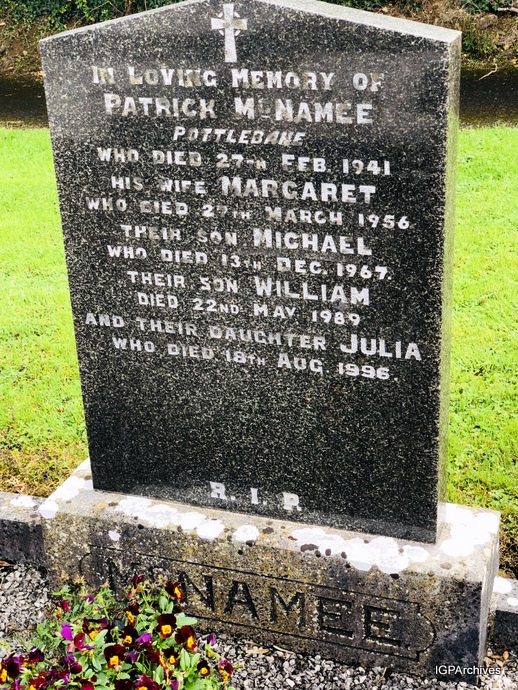 IN LOVING MEMORY OF
PATRICK McNAMEE
POTTLEBANE
WHO DIED 27TH FEB. 1941
HIS WIFE MARGARET
WHO DIED 29TH MARCH 1956
THEIR SON MICHAEL
WHO DIED 13TH DEC. 1967.
THEIR SON WILLIAM
DIED 22ND MAY 1989
AND THEIR DAUGHTER JULIA
WHO DIED 18TH AUG. 1996.
R.I.P.
McNAMEE
IGPArchives